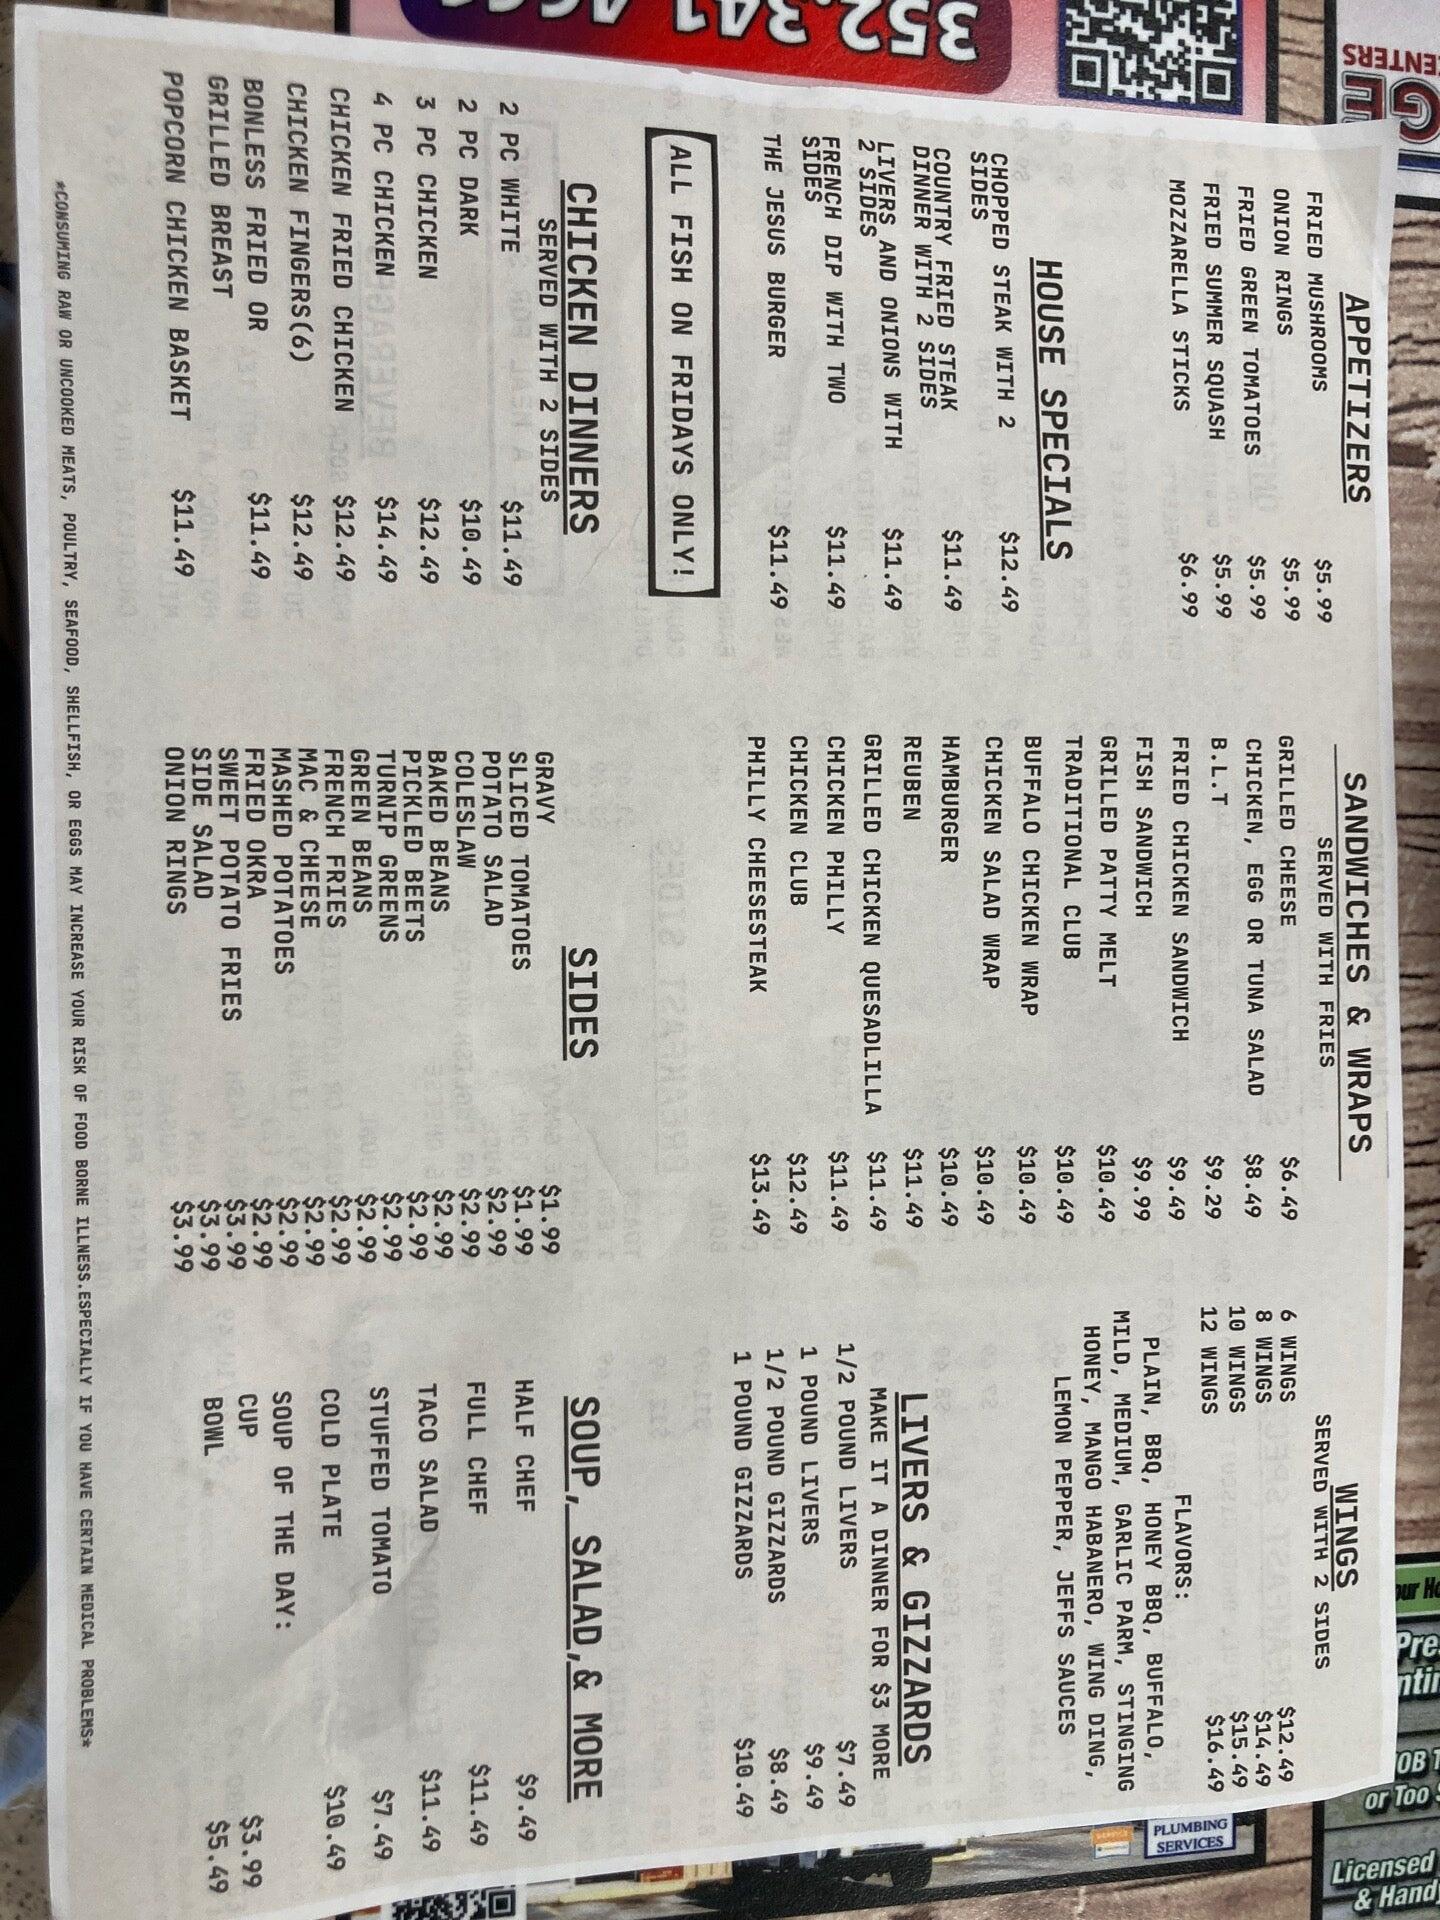 APPETIZERS
FRIED MUSHROOMS $5.99
ONION RINGS $5.99
FRIED GREEN TOMATOES $5.99
FRIED SUMMER SQUASH $5.99
MOZZARELLA STICKS $6.99
HOUSE SPECIALS
CHOPPED STEAK WITH 2
SIDES $12.49
COUNTRY FRIED STEAK
DINNER WITH 2 SIDES $11.49
LIVERS AND ONIONS WITH
2 SIDES $11.49
FRENCH DIP WITH TWO
SIDES $11.49
THE JESUS BURGER $11.49
ALL FISH ON FRIDAYS ONLY!
CHICKEN DINNERS
SERVED WITH 2 SIDES
2 PC WHITE $11.49
2 PC DARK $10.49
3 PC CHICKEN $12.49
4 PC CHICKEN $14.49
CHICKEN FRIED CHICKEN $12.49
CHICKEN FINGERS(6) $12.49
BONLESS FRIED OR
GRILLED BREAST $11.49
POPCORN CHICKEN BASKET $11.49
SANDWICHES & WRAPS
SERVED WITH FRIES
GRILLED CHEESE $6.49
CHICKEN, EGG OR TUNA SALAD $8.49
B.L.T $9.29
FRIED CHICKEN SANDWICH $9.49
FISH SANDWICH $9.99
GRILLED PATTY MELT $10.49
TRADITIONAL CLUB $10.49
BUFFALO CHICKEN WRAP $10.49
CHICKEN SALAD WRAP $10.49
HAMBURGER $10.49
REUBEN $11.49
GRILLED CHICKEN QUESADLILLA $11.49
CHICKEN PHILLY $11.49
CHICKEN CLUB $12.49
PHILLY CHEESESTEAK $13.49
SIDES
GRAVY $1.99
SLICED TOMATOES $1.99
POTATO SALAD $2.99
COLESLAW $2.99
BAKED BEANS $2.99
PICKLED BEETS $2.99
TURNIP GREENS $2.99
GREEN BEANS $2.99
FRENCH FRIES $2.99
MAC & CHEESE $2.99
MASHED POTATOES $2.99
FRIED OKRA $2.99
SWEET POTATO FRIES $3.99
SIDE SALAD $3.99
ONION RINGS $3.99
WINGS
SERVED WITH 2 SIDES
6 WINGS $12.49
8 WINGS $14.49
10 WINGS $15.49
12 WINGS $16.49
FLAVORS:
PLAIN, BBQ, HONEY BBQ, BUFFALO,
MILD, MEDIUM, GARLIC PARM, STINGING
HONEY, MANGO HABANERO, WING DING,
LEMON PEPPER, JEFFS SAUCES
LIVERS & GIZZARDS
MAKE IT A DINNER FOR $3 MORE
1/2 POUND LIVERS $7.49
1 POUND LIVERS $9.49
1/2 POUND GIZZARDS $8.49
1 POUND GIZZARDS $10.49
SOUP, SALAD,& MORE
HALF CHEF $9.49
FULL CHEF $11.49
TACO SALAD $11.49
STUFFED TOMATO $7.49
COLD PLATE $10.49
SOUP OF THE DAY:
CUP $3.99
BOWL $5.49
*CONSUMING RAW OR UNCOOKED MEATS, POULTRY, SEAFOOD, SHELLFISH, OR EGGS MAY INCREASE YOUR RISK OF FOOD BORNE ILLNESS.ESPECIALLY IF YOU HAVE CERTAIN MEDICAL PROBLEMS*
352.341
ENTERS
PLUMBING
SERVICES
or Too
Licensed